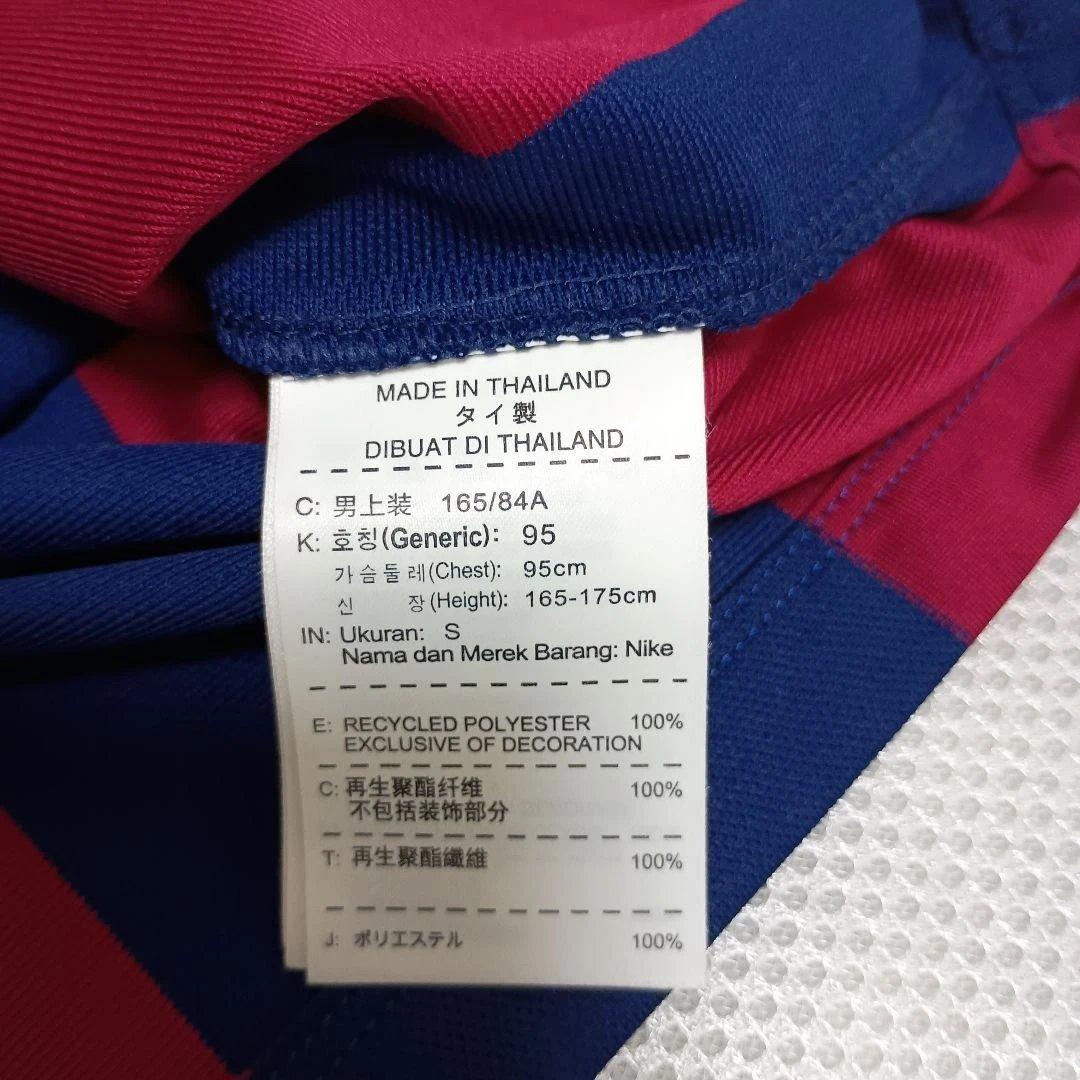 MADE IN THAILAND
タイ製
DIBUAT DI THAILAND
C: 男上装 165/84A
K: 호칭(Generic): 95
가슴둘레(Chest): 95cm
신 장(Height): 165-175cm
IN: Ukuran: S
Nama dan Merek Barang: Nike
E: RECYCLED POLYESTER 100%
EXCLUSIVE OF DECORATION
C: 再生聚酯纤维 100%
不包括装饰部分
T: 再生聚酯纖維 100%
J: ポリエステル 100%